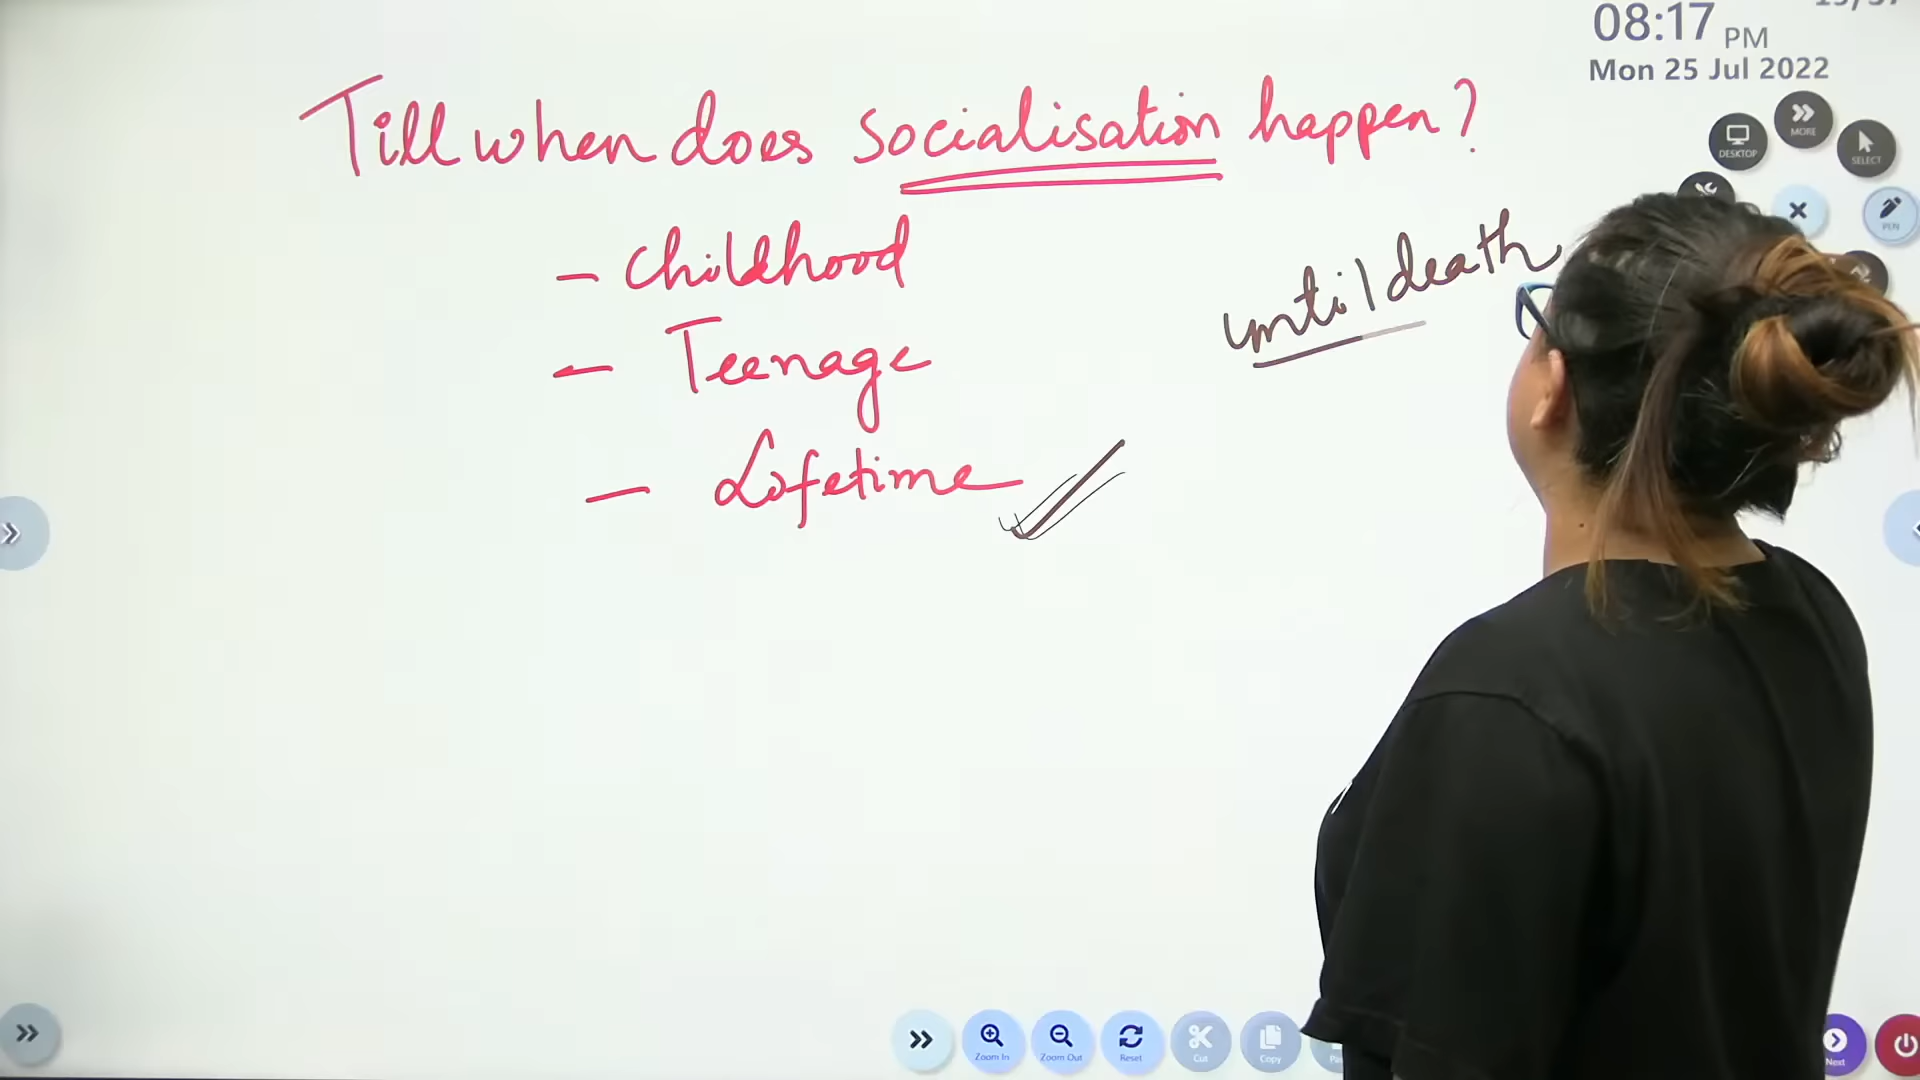 08:17 PM
Mon 25 Jul 2022
Till when does socialisation happen?
- Childhood
- Teenage
- Lifetime
until death
DESKTOP
MORE
SELECT
PEN
Zoom In
Zoom Out
Reset
Cut
Copy
Next